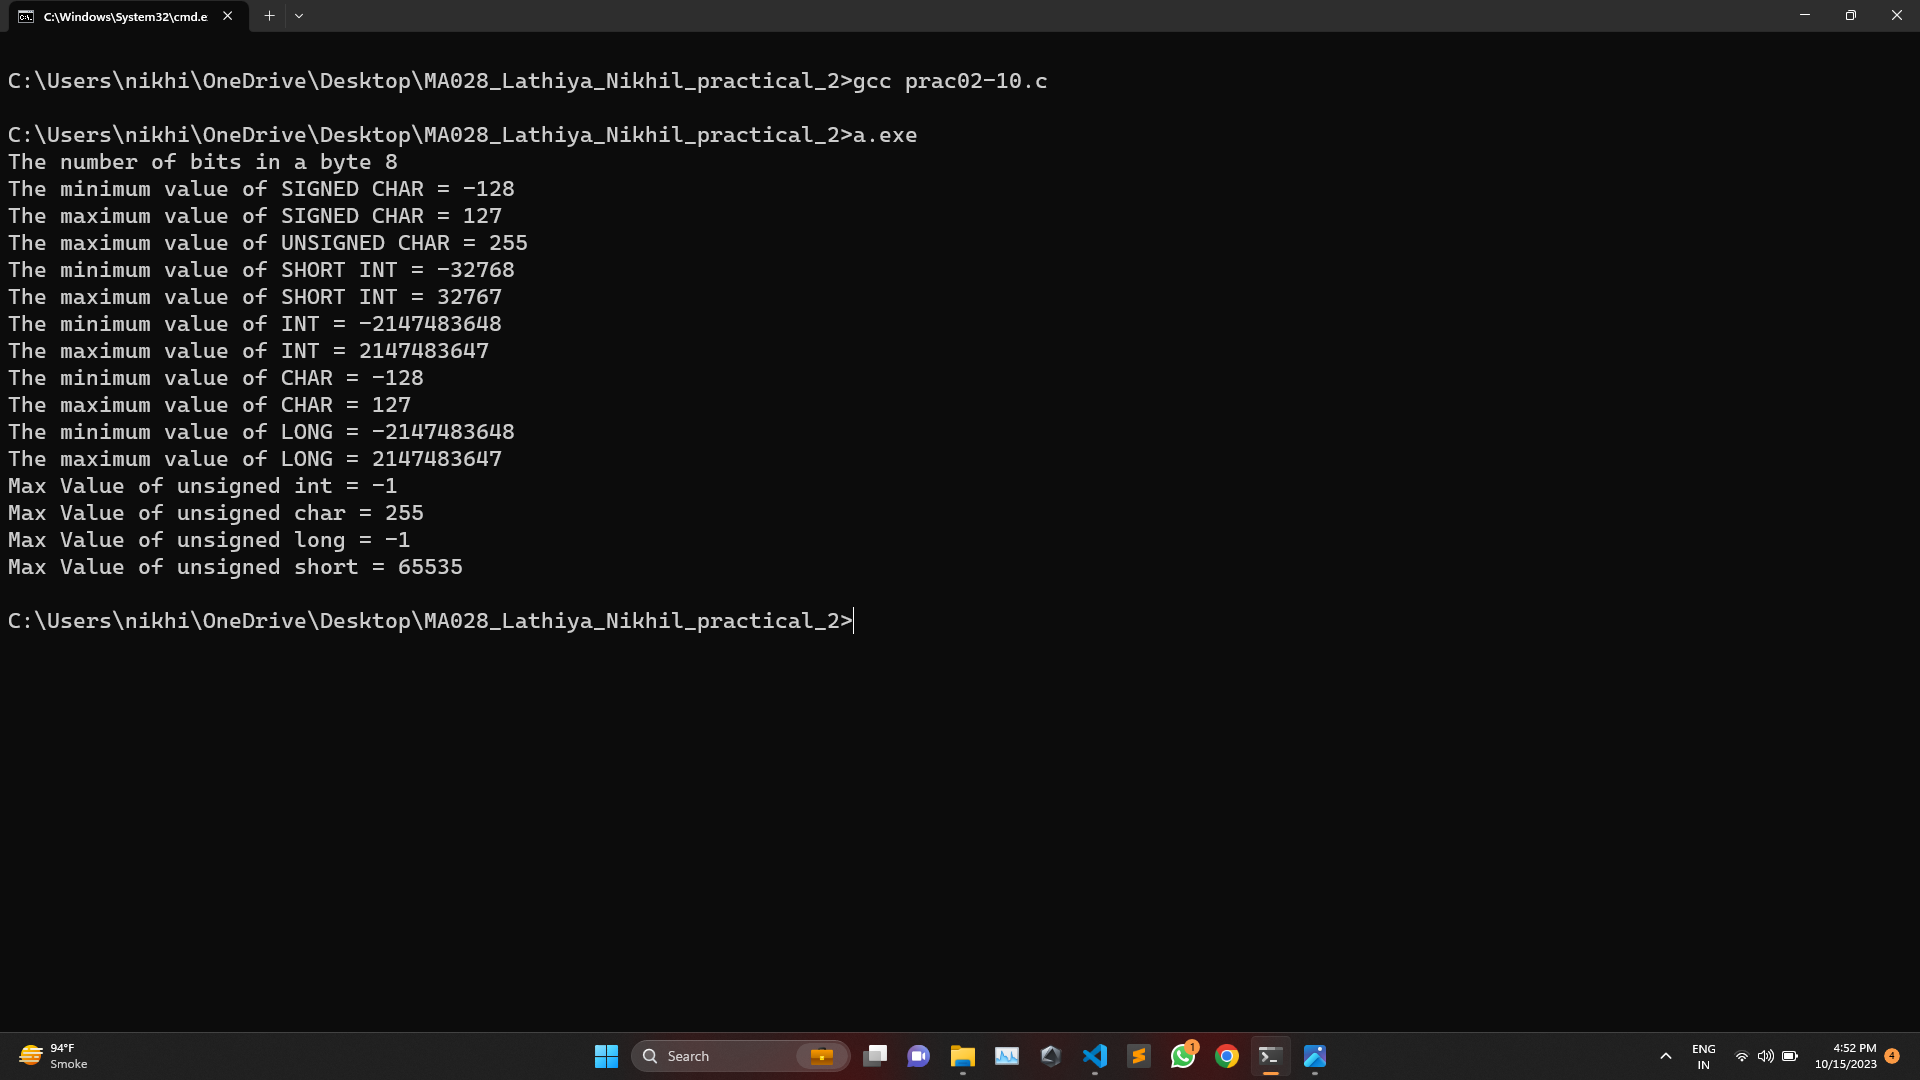 C:\Windows\System32\cmd.e
C:\Users\nikhi\OneDrive\Desktop\MA028_Lathiya_Nikhil_practical_2>gcc prac02-10.c
C:\Users\nikhi\OneDrive\Desktop\MA028_Lathiya_Nikhil_practical_2>a.exe
The number of bits in a byte 8
The minimum value of SIGNED CHAR = -128
The maximum value of SIGNED CHAR = 127
The maximum value of UNSIGNED CHAR = 255
The minimum value of SHORT INT = -32768
The maximum value of SHORT INT = 32767
The minimum value of INT = -2147483648
The maximum value of INT = 2147483647
The minimum value of CHAR = -128
The maximum value of CHAR = 127
The minimum value of LONG = -2147483648
The maximum value of LONG = 2147483647
Max Value of unsigned int = -1
Max Value of unsigned char = 255
Max Value of unsigned long = -1
Max Value of unsigned short = 65535
C:\Users\nikhi\OneDrive\Desktop\MA028_Lathiya_Nikhil_practical_2>
94°F
Smoke
Search
1
ENG
IN
4:52 PM
10/15/2023
4